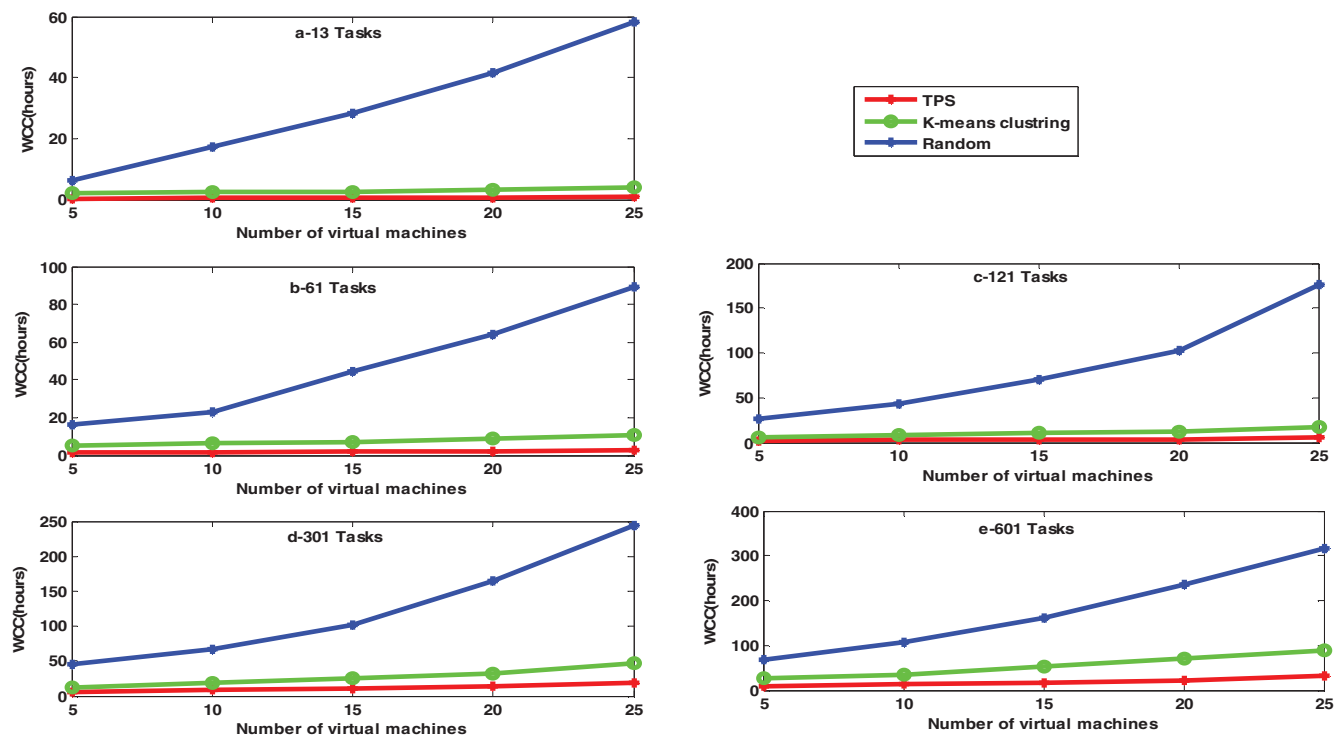 a-13 Tasks
WCC(hours)
60
40
20
0
5 10 15 20 25
Number of virtual machines
TPS
K-means clustring
Random
b-61 Tasks
WCC(hours)
100
80
60
40
20
0
5 10 15 20 25
Number of virtual machines
c-121 Tasks
WCC(hours)
200
150
100
50
0
5 10 15 20 25
Number of virtual machines
d-301 Tasks
WCC(hours)
250
200
150
100
50
0
5 10 15 20 25
Number of virtual machines
e-601 Tasks
WCC(hours)
400
300
200
100
0
5 10 15 20 25
Number of virtual machines